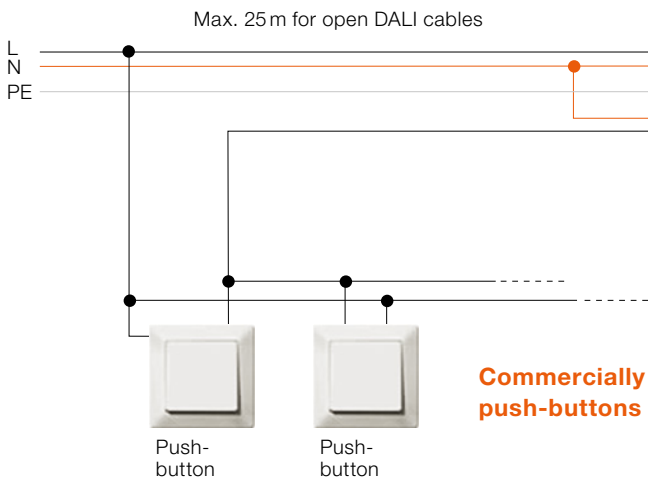 Max. 25 m for open DALI cables
L
N
PE
Commercially
push-buttons
Push-
button
Push-
button